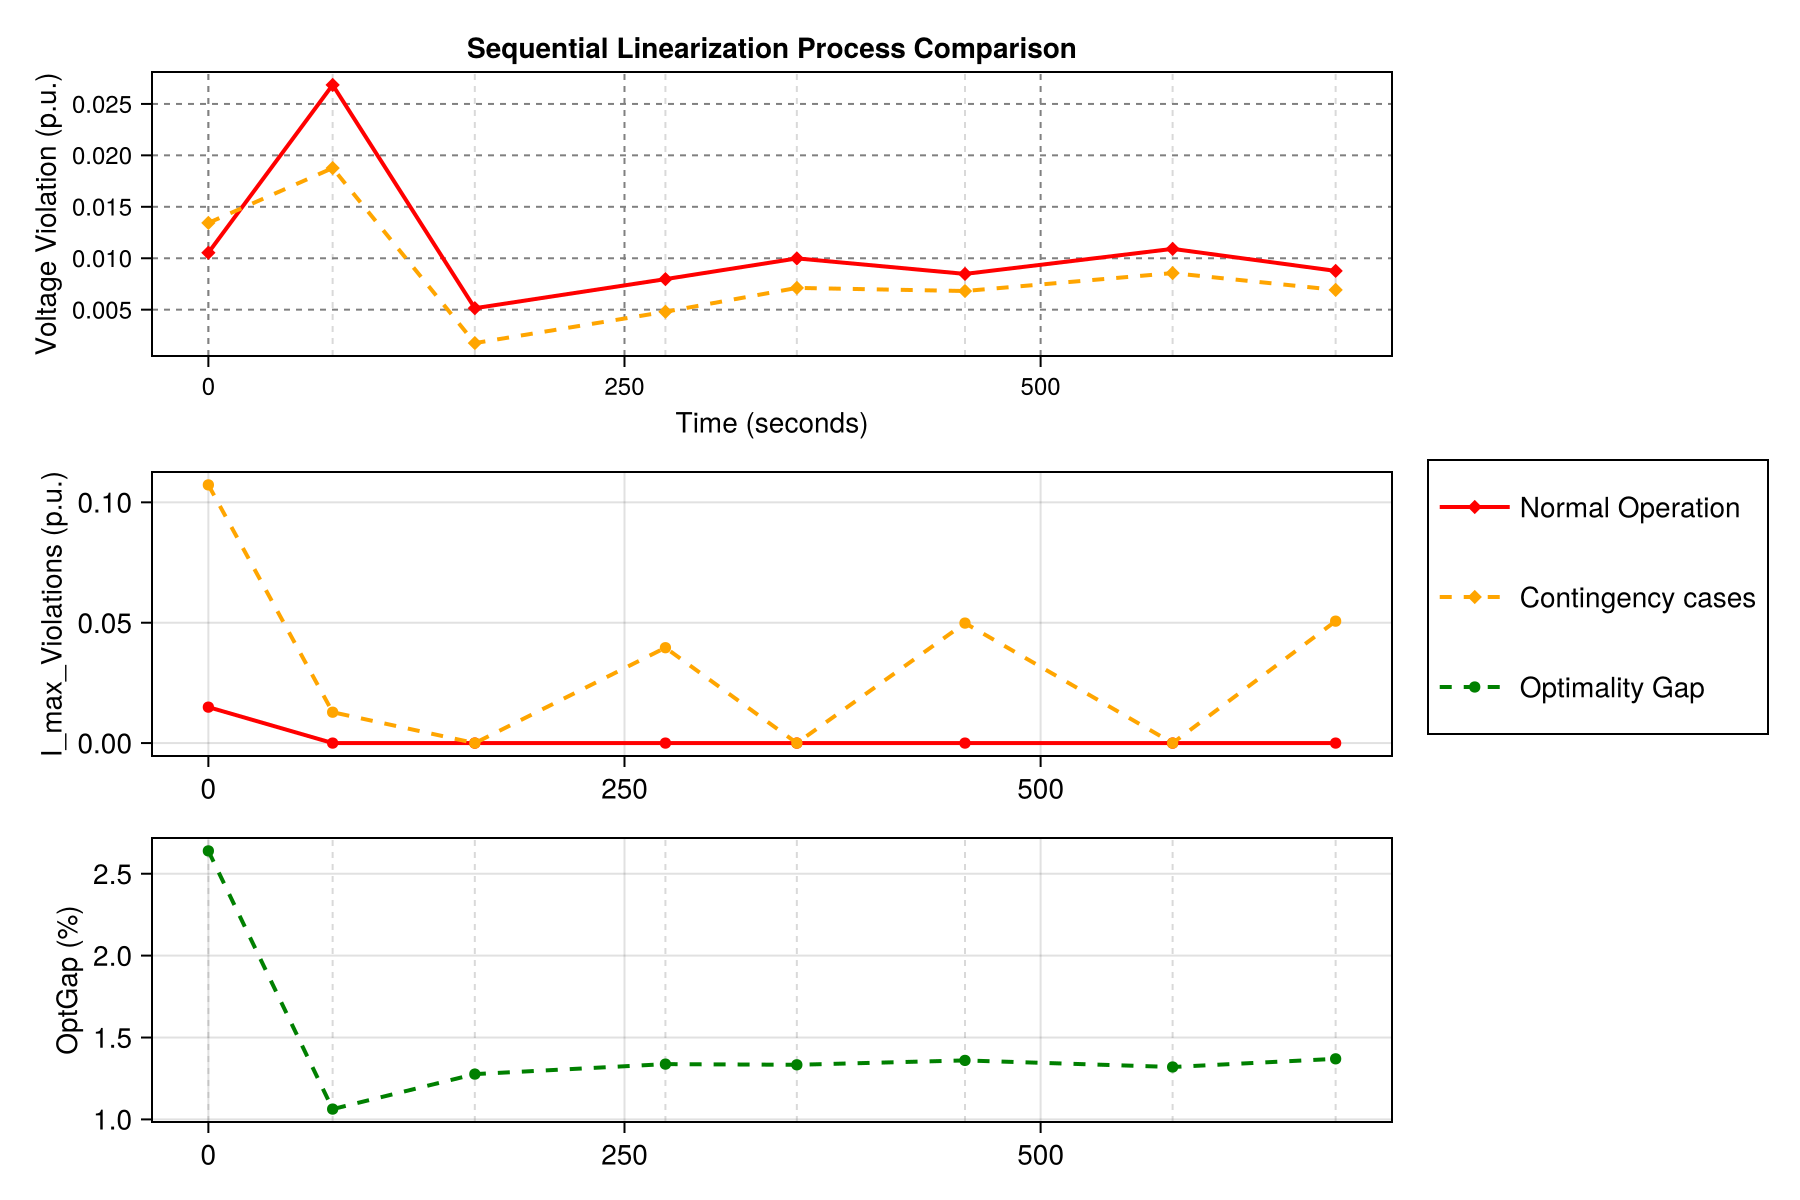 Sequential Linearization Process Comparison
Voltage Violation (p.u.)
0.025
0.020
0.015
0.010
0.005
0
250
500
Time (seconds)
I_max_Violations (p.u.)
0.10
0.05
0.00
0
250
500
Normal Operation
Contingency cases
Optimality Gap
OptGap (%)
2.5
2.0
1.5
1.0
0
250
500